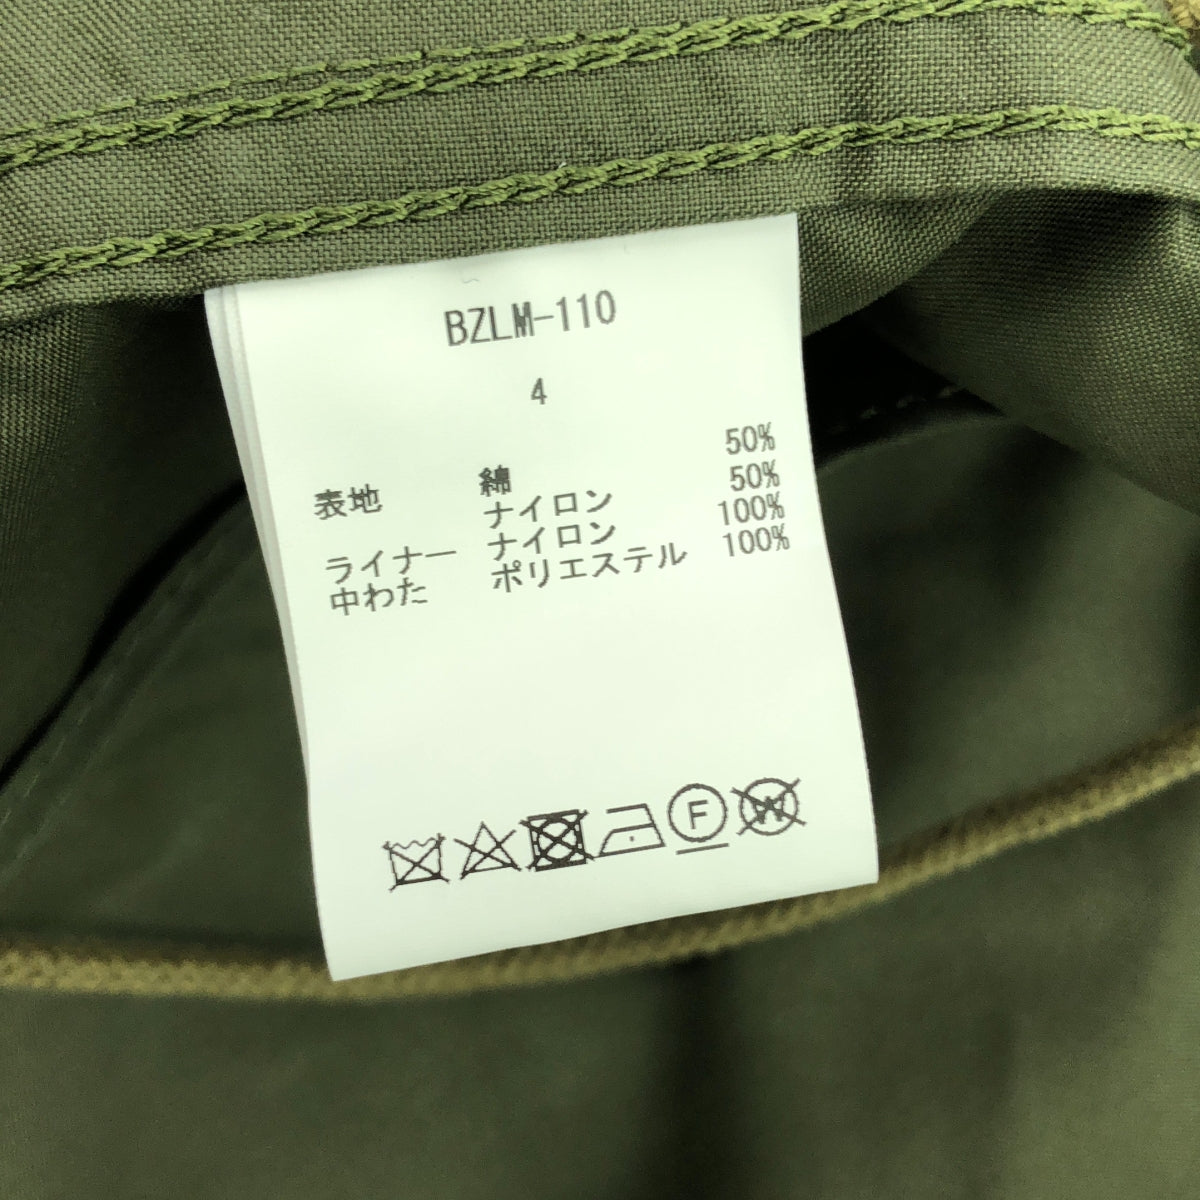 BZLM-110
4
表地 綿 50%
ナイロン 50%
ライナー ナイロン 100%
中わた ポリエステル 100%
F W